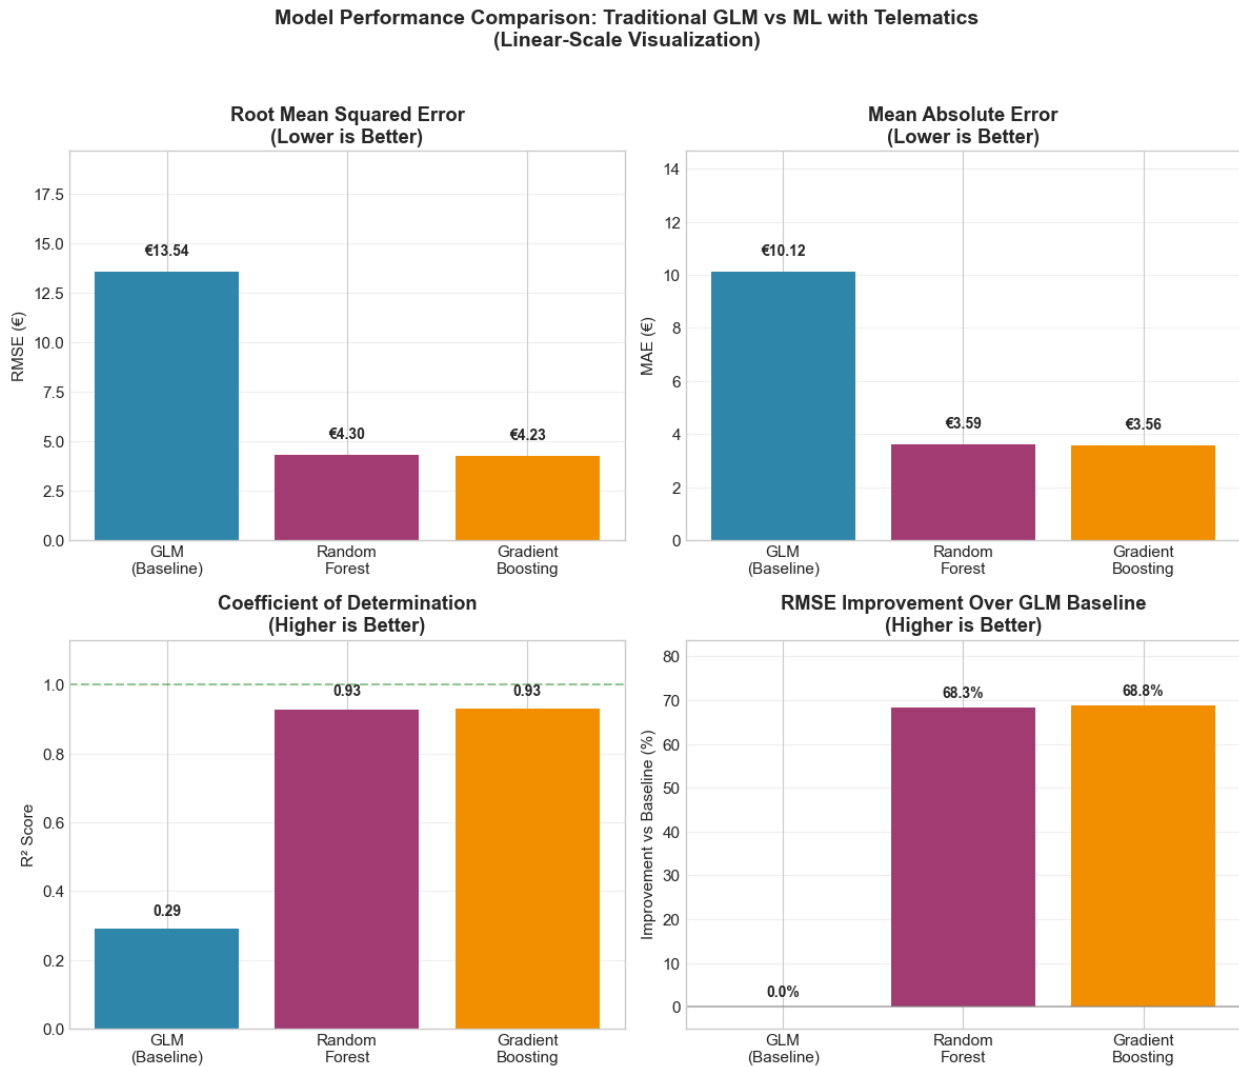 Model Performance Comparison: Traditional GLM vs ML with Telematics
(Linear-Scale Visualization)
Root Mean Squared Error
(Lower is Better)
RMSE (€)
17.5
15.0
12.5
10.0
7.5
5.0
2.5
0.0
€13.54
€4.30
€4.23
GLM
(Baseline)
Random
Forest
Gradient
Boosting
Mean Absolute Error
(Lower is Better)
MAE (€)
14
12
10
8
6
4
2
0
€10.12
€3.59
€3.56
GLM
(Baseline)
Random
Forest
Gradient
Boosting
Coefficient of Determination
(Higher is Better)
R² Score
1.0
0.8
0.6
0.4
0.2
0.0
0.29
0.93
0.93
GLM
(Baseline)
Random
Forest
Gradient
Boosting
RMSE Improvement Over GLM Baseline
(Higher is Better)
Improvement vs Baseline (%)
80
70
60
50
40
30
20
10
0
0.0%
68.3%
68.8%
GLM
(Baseline)
Random
Forest
Gradient
Boosting